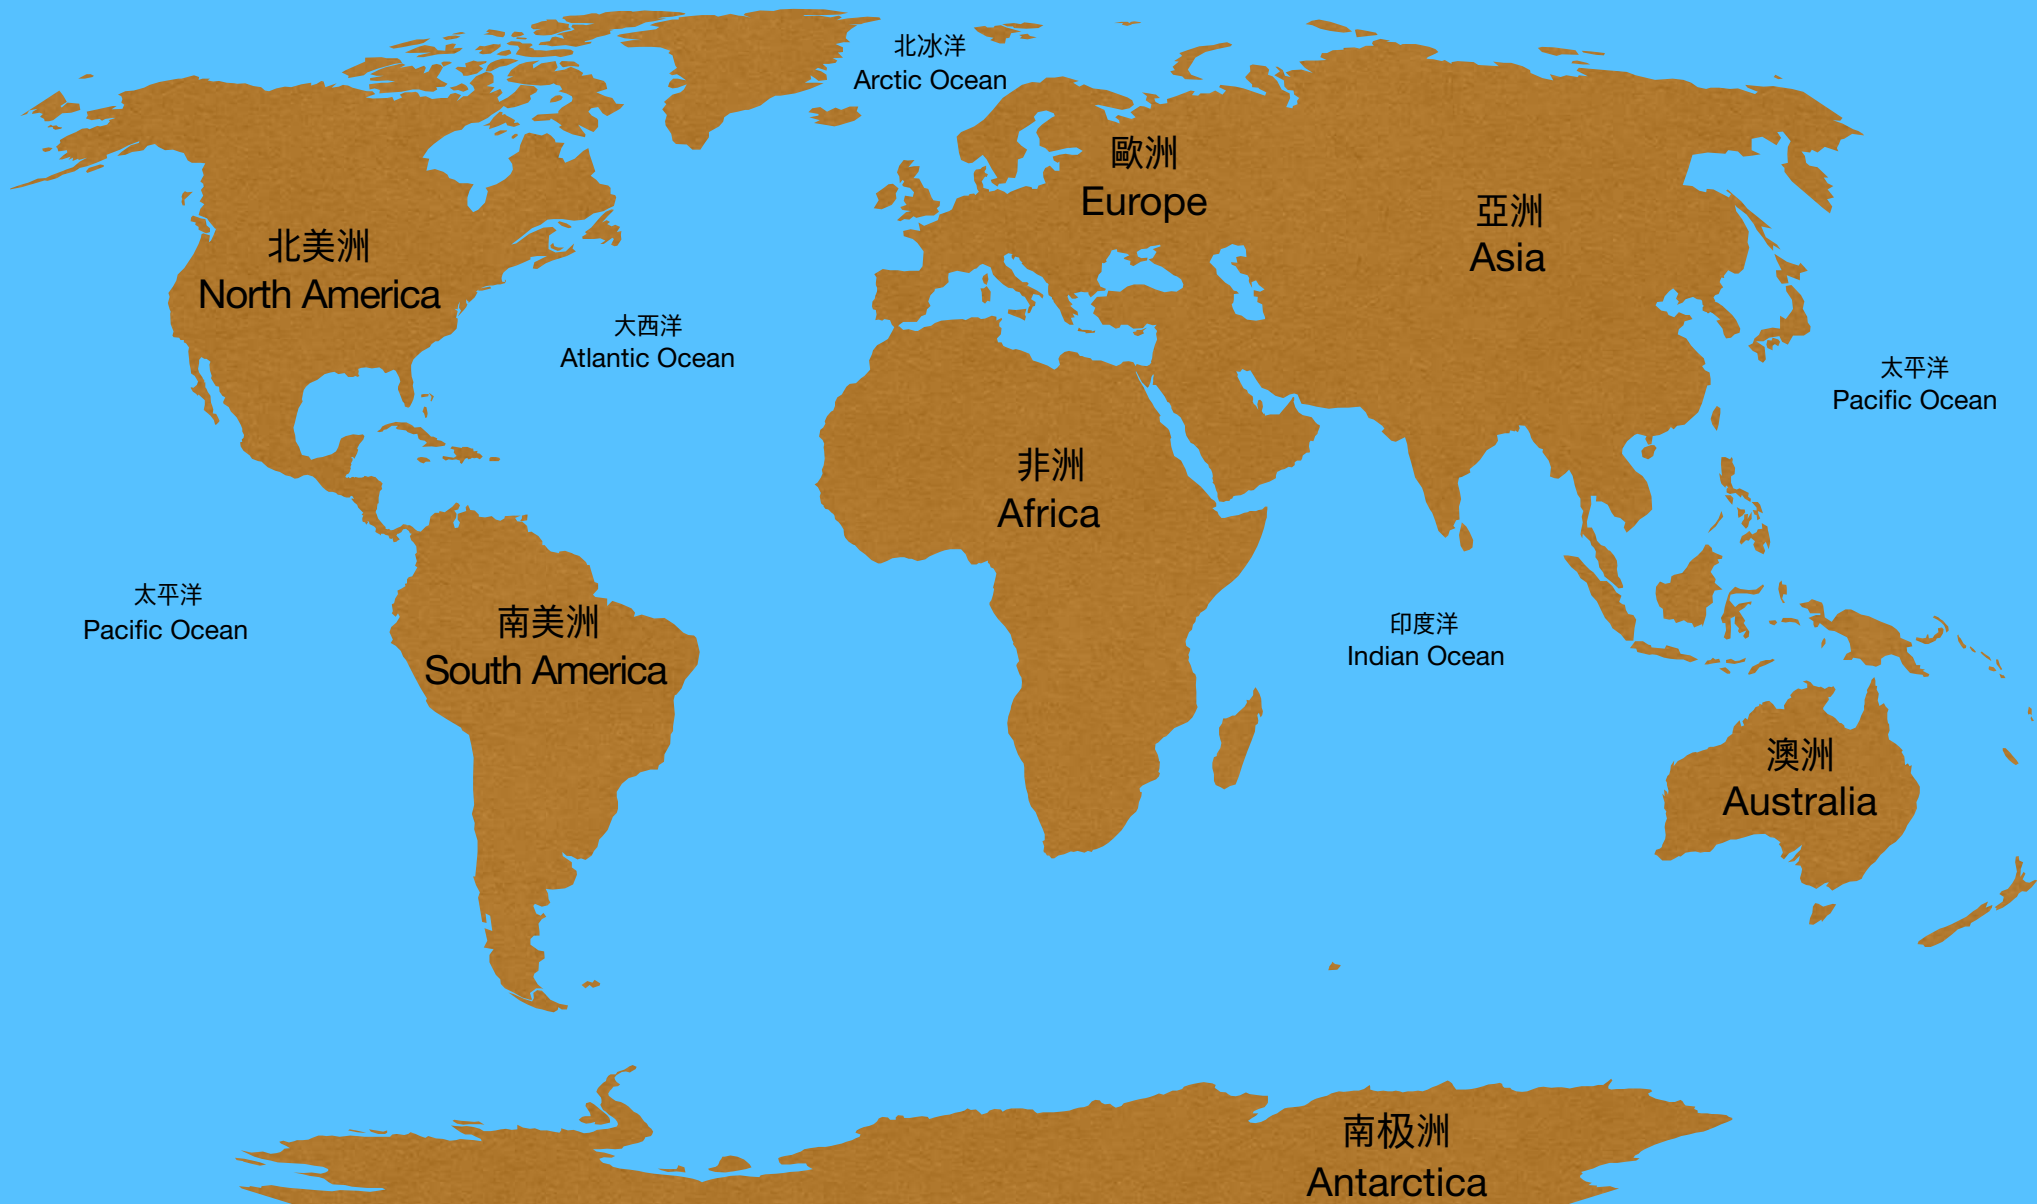 北冰洋
Arctic Ocean
歐洲
Europe
亞洲
Asia
北美洲
North America
大西洋
Atlantic Ocean
太平洋
Pacific Ocean
非洲
Africa
太平洋
Pacific Ocean
南美洲
South America
印度洋
Indian Ocean
澳洲
Australia
南极洲
Antarctica